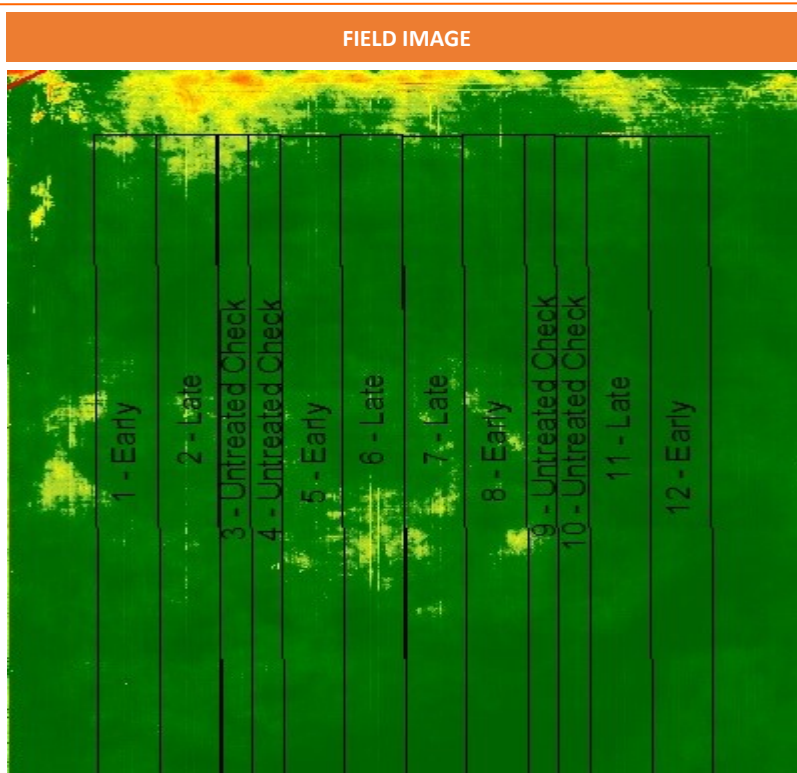 FIELD IMAGE
1 - Early
2 - Late
3 - Untreated Check
4 - Untreated Check
5 - Early
6 - Late
7 - Late
8 - Early
9 - Untreated Check
10 - Untreated Check
11 - Late
12 - Early